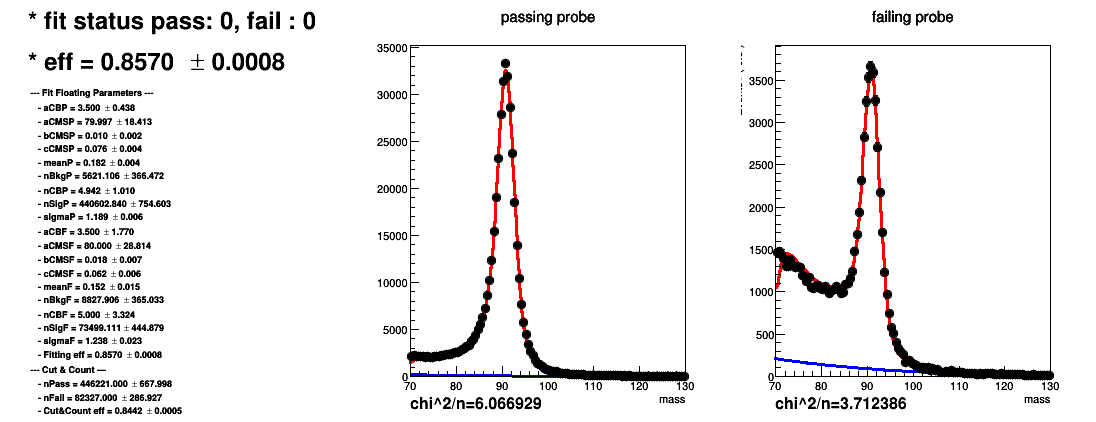 * fit status pass: 0, fail : 0
* eff = 0.8570 ± 0.0008
--- Fit Floating Parameters ---
- aCBP = 3.500 ± 0.438
- aCMSP = 79.997 ± 18.413
- bCMSP = 0.010 ± 0.002
- cCMSP = 0.076 ± 0.004
- meanP = 0.182 ± 0.004
- nBkgP = 5621.106 ± 366.472
- nCBP = 4.942 ± 1.010
- nSigP = 440602.840 ± 754.603
- sigmaP = 1.189 ± 0.006
- aCBF = 3.500 ± 1.770
- aCMSF = 80.000 ± 28.814
- bCMSF = 0.018 ± 0.007
- cCMSF = 0.062 ± 0.006
- meanF = 0.152 ± 0.015
- nBkgF = 8827.906 ± 365.033
- nCBF = 5.000 ± 3.324
- nSigF = 73499.111 ± 444.879
- sigmaF = 1.238 ± 0.023
- Fitting eff = 0.8570 ± 0.0008
--- Cut & Count ---
- nPass = 446221.000 ± 667.998
- nFail = 82327.000 ± 286.927
- Cut&Count eff = 0.8442 ± 0.0005
passing probe
35000
30000
25000
20000
15000
10000
5000
0
70 80 90 100 110 120 130
mass
chi^2/n=6.066929
failing probe
3500
3000
2500
2000
1500
1000
500
0
70 80 90 100 110 120 130
mass
chi^2/n=3.712386